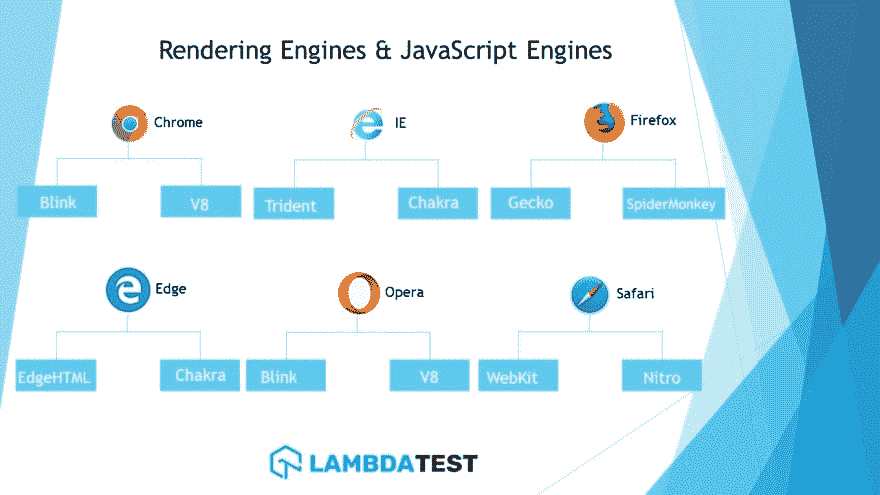 Rendering Engines & JavaScript Engines
Chrome
IE
Firefox
Blink
V8
Trident
Chakra
Gecko
SpiderMonkey
Edge
Opera
Safari
EdgeHTML
Chakra
Blink
V8
WebKit
Nitro
LAMBDATEST